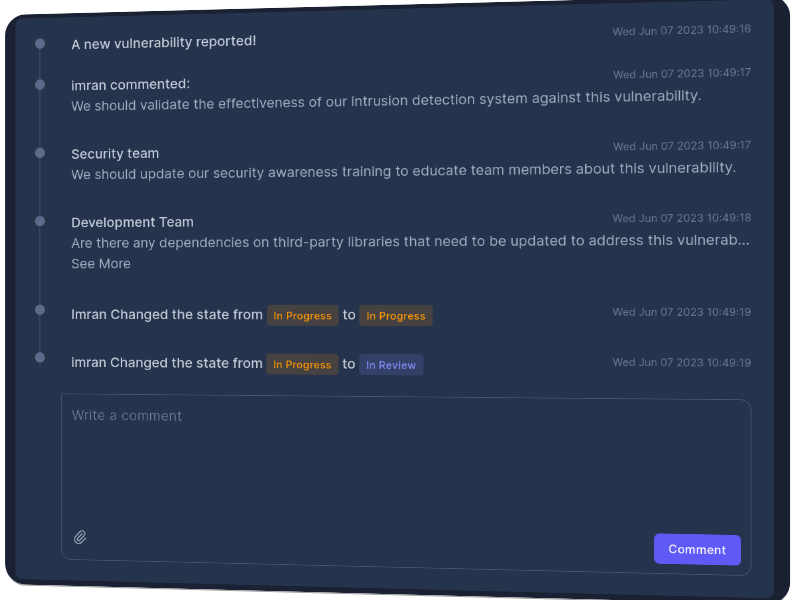 A new vulnerability reported!
Wed Jun 07 2023 10:49:16
imran commented:
Wed Jun 07 2023 10:49:17
We should validate the effectiveness of our intrusion detection system against this vulnerability.
Security team
Wed Jun 07 2023 10:49:17
We should update our security awareness training to educate team members about this vulnerability.
Development Team
Wed Jun 07 2023 10:49:18
Are there any dependencies on third-party libraries that need to be updated to address this vulnerab...
See More
Imran Changed the state from In Progress to In Progress
Wed Jun 07 2023 10:49:19
imran Changed the state from In Progress to In Review
Wed Jun 07 2023 10:49:19
Write a comment
Comment